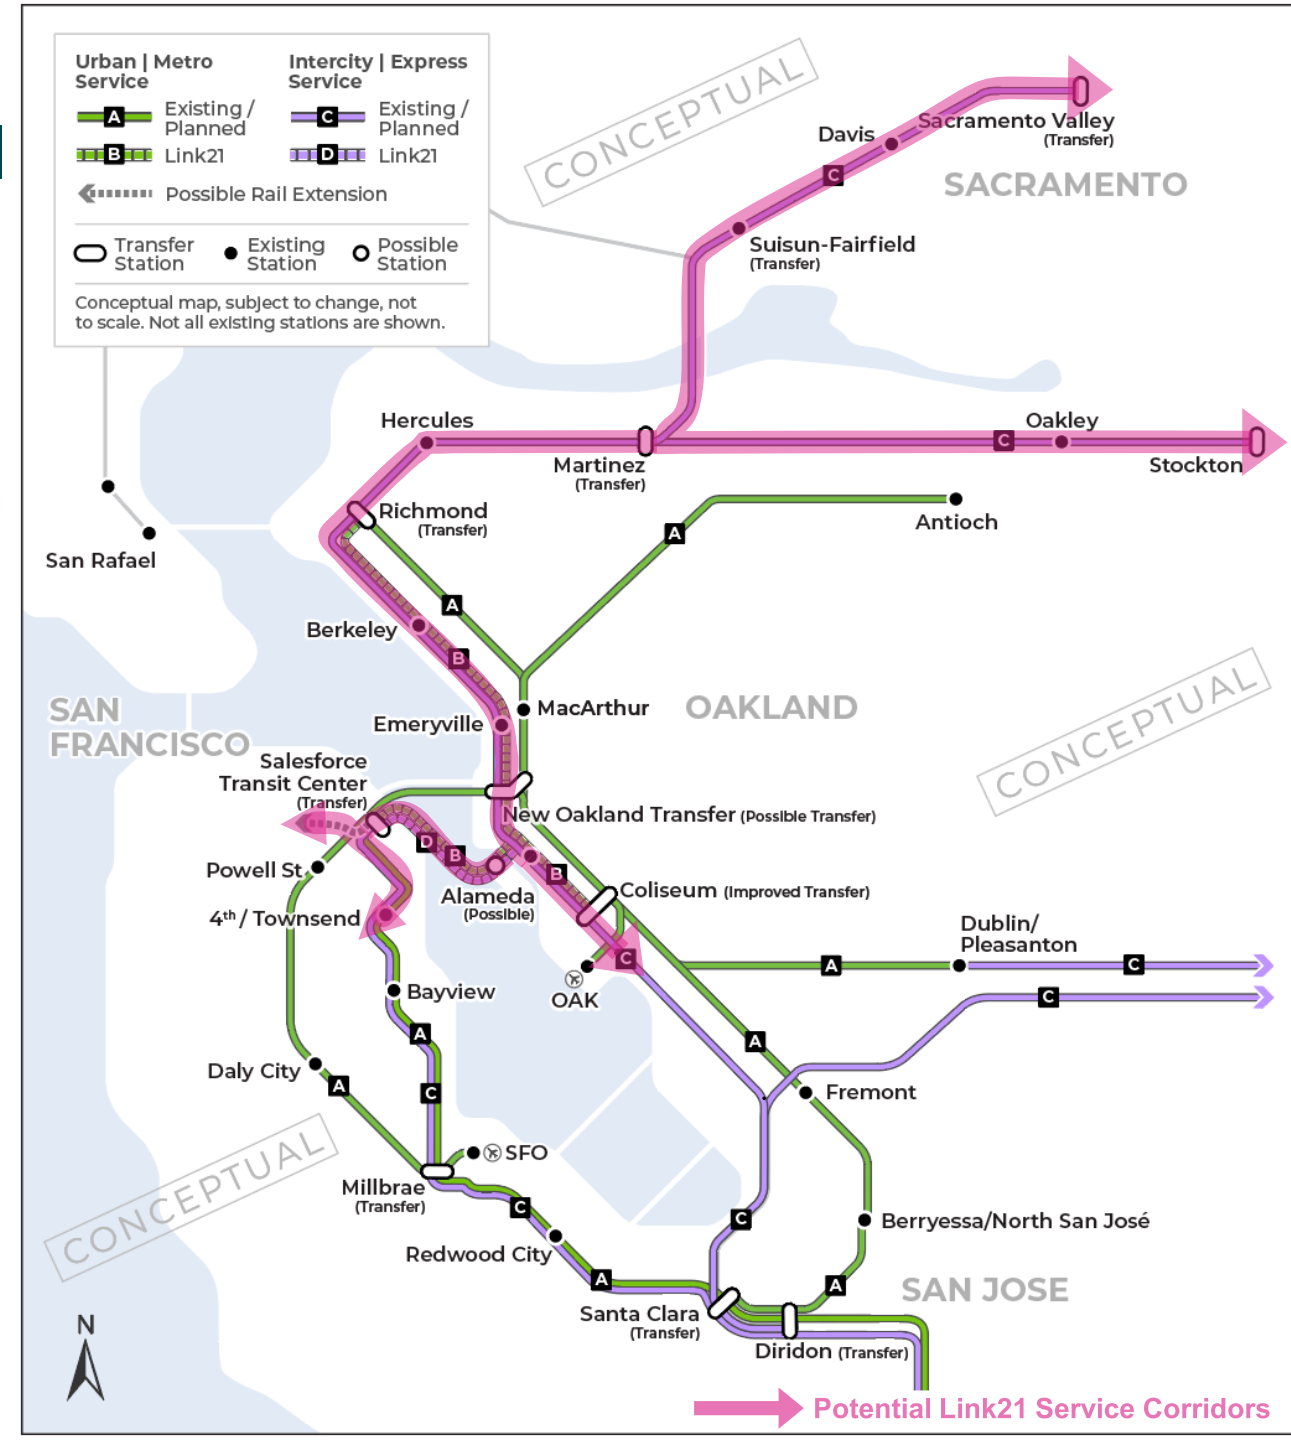 Urban | Metro
Service
A
Existing /
Planned
B
Link21
Intercity | Express
Service
C
Existing /
Planned
D
Link21
Possible Rail Extension
Transfer
Station
Existing
Station
Possible
Station
Conceptual map, subject to change, not
to scale. Not all existing stations are shown.
CONCEPTUAL
Sacramento Valley
(Transfer)
Davis
C
SACRAMENTO
Suisun-Fairfield
(Transfer)
Hercules
Martinez
(Transfer)
C
Oakley
Stockton
Richmond
(Transfer)
Antioch
A
San Rafael
A
Berkeley
B
SAN
FRANCISCO
MacArthur
OAKLAND
Emeryville
CONCEPTUAL
Salesforce
Transit Center
(Transfer)
New Oakland Transfer (Possible Transfer)
D
B
Powell St.
Alameda
(Possible)
B
Coliseum (Improved Transfer)
4th / Townsend
C
OAK
Dublin/
Pleasanton
A
C
C
Bayview
A
A
Daly City
A
C
Fremont
SFO
Millbrae
(Transfer)
CONCEPTUAL
C
Redwood City
C
Berryessa/North San José
A
A
SAN JOSE
Santa Clara
(Transfer)
Diridon (Transfer)
N
Potential Link21 Service Corridors